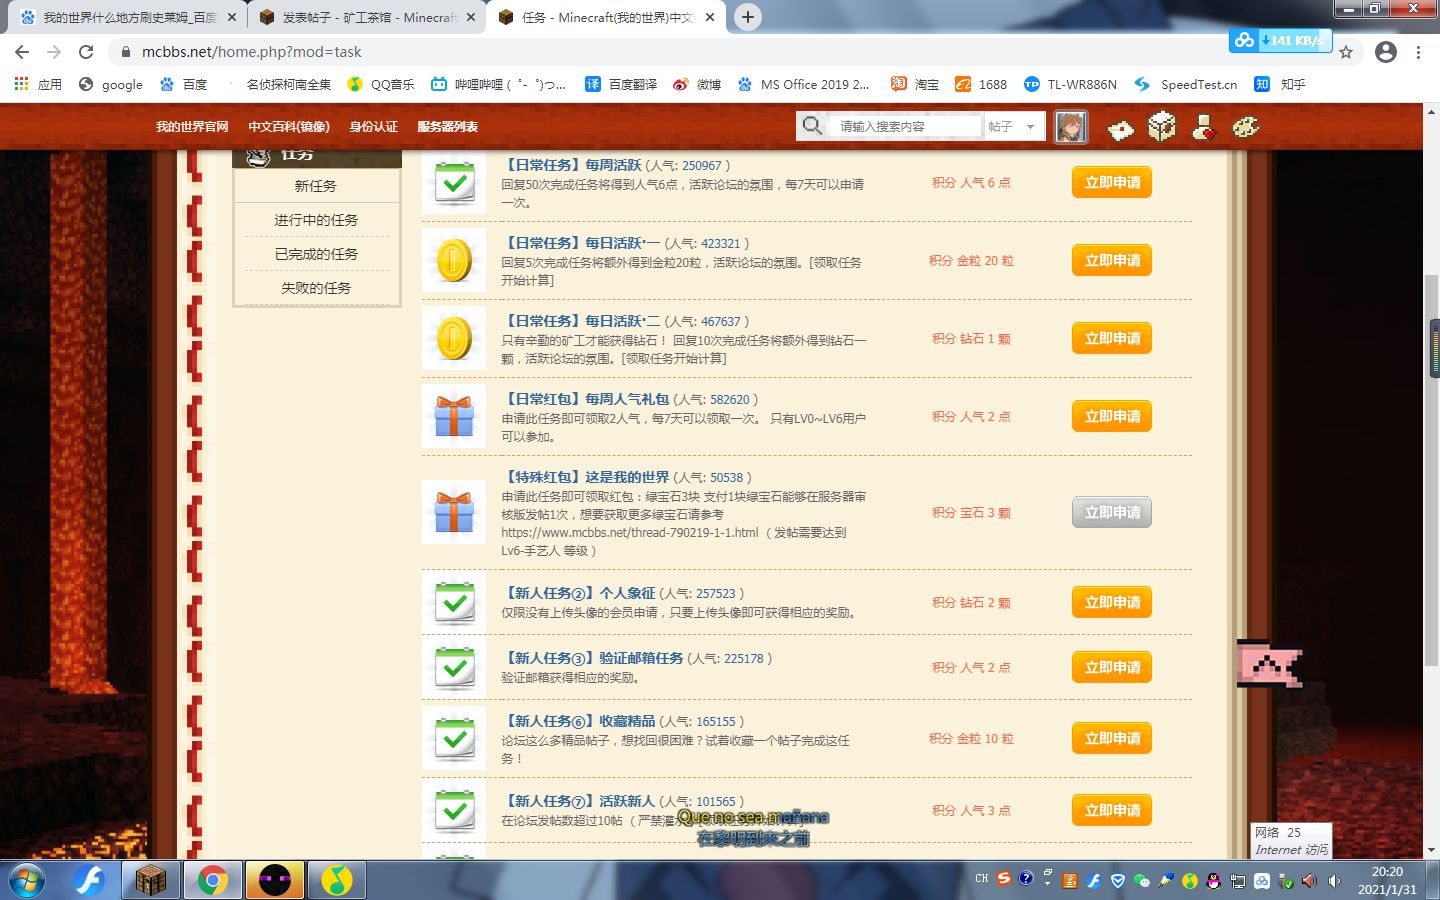 我的世界什么地方刷史莱姆_百度
发表帖子 - 矿工茶馆 - Minecraft
任务 - Minecraft(我的世界)中文
mcbbs.net/home.php?mod=task
141 KB/s
应用
google
百度
名侦探柯南全集
QQ音乐
哔哩哔哩 ( ゜- ゜)つ...
百度翻译
微博
MS Office 2019 2...
淘宝
1688
TL-WR886N
SpeedTest.cn
知乎
我的世界官网
中文百科(镜像)
身份认证
服务器列表
请输入搜索内容
帖子
任务
新任务
进行中的任务
已完成的任务
失败的任务
【日常任务】每周活跃 (人气: 250967 )
回复50次完成任务将得到人气6点，活跃论坛的氛围，每7天可以申请
一次。
积分 人气 6 点
立即申请
【日常任务】每日活跃·一 (人气: 423321 )
回复5次完成任务将额外得到金粒20粒，活跃论坛的氛围。[领取任务
开始计算]
积分 金粒 20 粒
立即申请
【日常任务】每日活跃·二 (人气: 467637 )
只有辛勤的矿工才能获得钻石！ 回复10次完成任务将额外得到钻石一
颗，活跃论坛的氛围。[领取任务开始计算]
积分 钻石 1 颗
立即申请
【日常红包】每周人气礼包 (人气: 582620 )
申请此任务即可领取2人气，每7天可以领取一次。 只有LV0~LV6用户
可以参加。
积分 人气 2 点
立即申请
【特殊红包】这是我的世界 (人气: 50538 )
申请此任务即可领取红包：绿宝石3块 支付1块绿宝石能够在服务器审
核版发帖1次，想要获取更多绿宝石请参考
https://www.mcbbs.net/thread-790219-1-1.html （ 发帖需要达到
Lv6-手艺人 等级 ）
积分 宝石 3 颗
立即申请
【新人任务②】个人象征 (人气: 257523 )
仅限没有上传头像的会员申请，只要上传头像即可获得相应的奖励。
积分 钻石 2 颗
立即申请
【新人任务③】验证邮箱任务 (人气: 225178 )
验证邮箱获得相应的奖励。
积分 人气 2 点
立即申请
【新人任务⑥】收藏精品 (人气: 165155 )
论坛这么多精品帖子，想找回很困难？试着收藏一个帖子完成这任
务！
积分 金粒 10 粒
立即申请
【新人任务⑦】活跃新人 (人气: 101565 )
在论坛发帖数超过10帖 （ 严禁灌水
积分 人气 3 点
立即申请
Que no sea mañana
在黎明到来之前
网络 25
Internet 访问
CH
20:20
2021/1/31